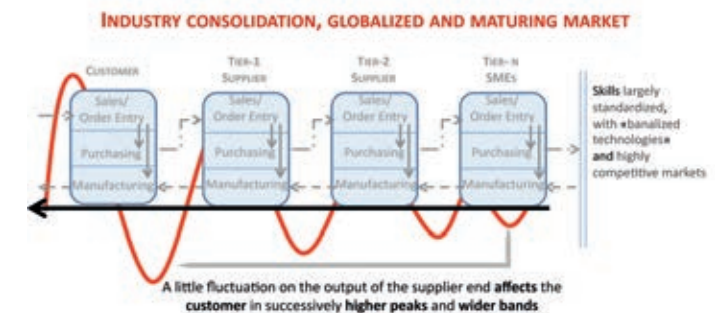 INDUSTRY CONSOLIDATION, GLOBALIZED AND MATURING MARKET
CUSTOMER
Sales/
Order Entry
Purchasing
Manufacturing
TIER-1
SUPPLIER
Sales/
Order Entry
Purchasing
Manufacturing
TIER-2
SUPPLIER
Sales/
Order Entry
Purchasing
Manufacturing
TIER- N
SMES
Sales/
Order Entry
Purchasing
Manufacturing
Skills largely
standardized,
with «banalized
technologies»
and highly
competitive markets
A little fluctuation on the output of the supplier end affects the
customer in successively higher peaks and wider bands